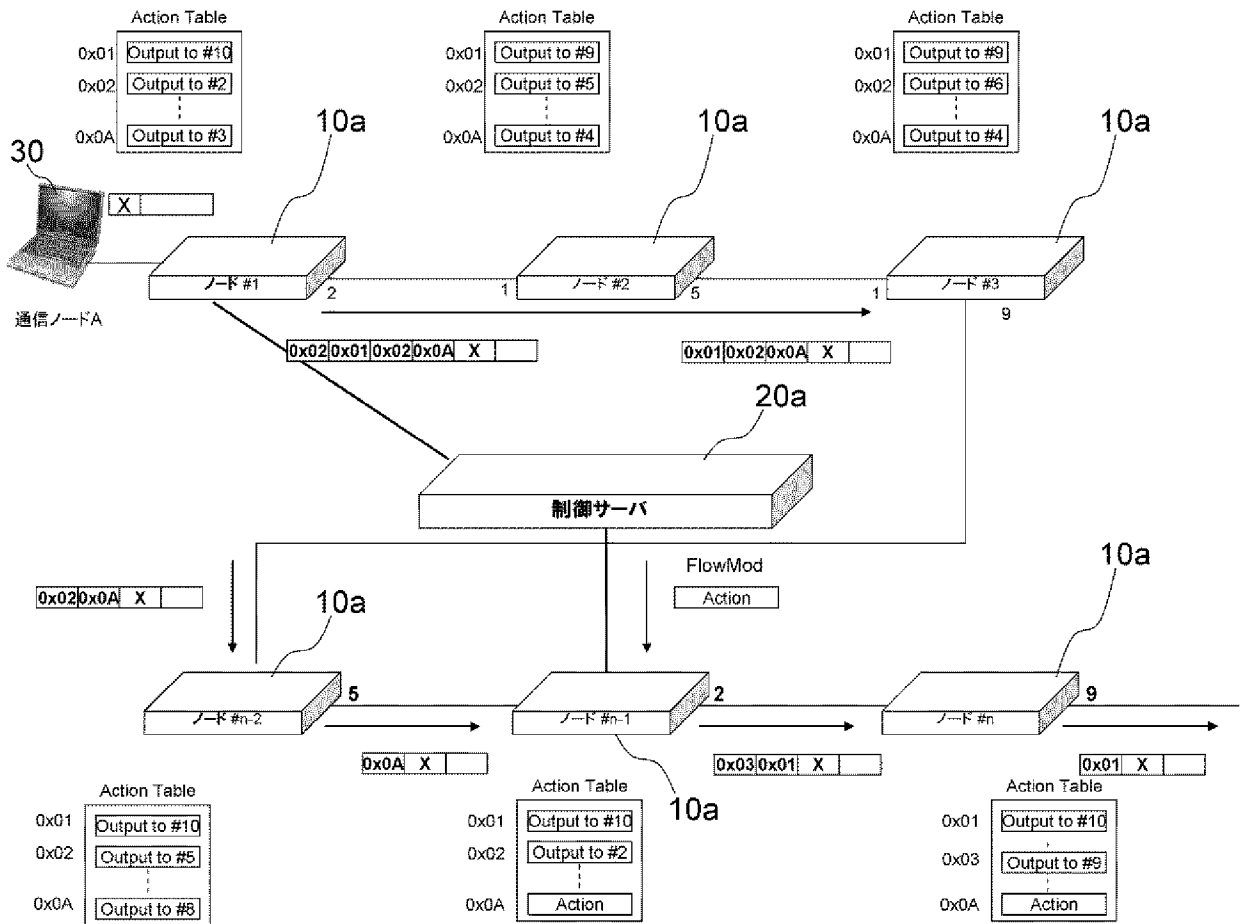 Action Table
0x01 Output to #10
0x02 Output to #2
0x0A Output to #3
Action Table
0x01 Output to #9
0x02 Output to #5
0x0A Output to #4
Action Table
0x01 Output to #9
0x02 Output to #6
0x0A Output to #4
10a
10a
10a
30
X
ノード #1
2
1
ノード #2
5
1
ノード #3
9
通信ノードA
0x02 0x01 0x02 0x0A X
0x01 0x02 0x0A X
20a
制御サーバ
0x02 0x0A X
FlowMod
Action
10a
10a
ノード #n-2
5
ノード #n-1
2
ノード #n
9
0x0A X
10a
0x03 0x01 X
0x01 X
Action Table
0x01 Output to #10
0x02 Output to #5
0x0A Output to #8
Action Table
0x01 Output to #10
0x02 Output to #2
0x0A Action
Action Table
0x01 Output to #10
0x03 Output to #9
0x0A Action